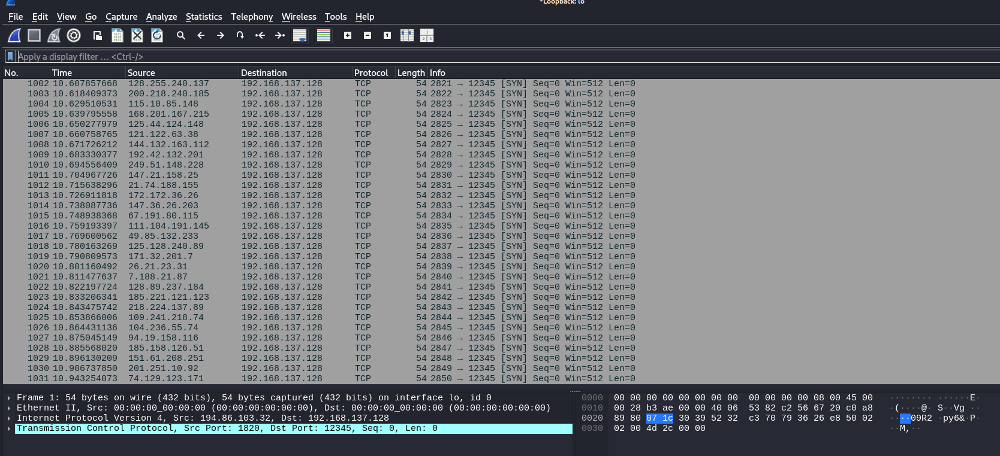 *Loopback: lo
File Edit View Go Capture Analyze Statistics Telephony Wireless Tools Help
Apply a display filter … <Ctrl-/>
No. Time Source Destination Protocol Length Info
1002 10.607857668 128.255.240.137 192.168.137.128 TCP 54 2821 → 12345 [SYN] Seq=0 Win=512 Len=0
1003 10.618409373 200.218.240.185 192.168.137.128 TCP 54 2822 → 12345 [SYN] Seq=0 Win=512 Len=0
1004 10.629510531 115.10.85.148 192.168.137.128 TCP 54 2823 → 12345 [SYN] Seq=0 Win=512 Len=0
1005 10.639795558 168.201.167.215 192.168.137.128 TCP 54 2824 → 12345 [SYN] Seq=0 Win=512 Len=0
1006 10.650277979 125.44.124.148 192.168.137.128 TCP 54 2825 → 12345 [SYN] Seq=0 Win=512 Len=0
1007 10.660758765 121.122.63.38 192.168.137.128 TCP 54 2826 → 12345 [SYN] Seq=0 Win=512 Len=0
1008 10.671726212 144.132.163.112 192.168.137.128 TCP 54 2827 → 12345 [SYN] Seq=0 Win=512 Len=0
1009 10.683330377 192.42.132.201 192.168.137.128 TCP 54 2828 → 12345 [SYN] Seq=0 Win=512 Len=0
1010 10.694556409 249.51.148.228 192.168.137.128 TCP 54 2829 → 12345 [SYN] Seq=0 Win=512 Len=0
1011 10.704967726 147.21.158.25 192.168.137.128 TCP 54 2830 → 12345 [SYN] Seq=0 Win=512 Len=0
1012 10.715638296 21.74.188.155 192.168.137.128 TCP 54 2831 → 12345 [SYN] Seq=0 Win=512 Len=0
1013 10.726911818 172.172.36.26 192.168.137.128 TCP 54 2832 → 12345 [SYN] Seq=0 Win=512 Len=0
1014 10.738087736 147.36.26.203 192.168.137.128 TCP 54 2833 → 12345 [SYN] Seq=0 Win=512 Len=0
1015 10.748938368 67.191.80.115 192.168.137.128 TCP 54 2834 → 12345 [SYN] Seq=0 Win=512 Len=0
1016 10.759193397 111.104.191.145 192.168.137.128 TCP 54 2835 → 12345 [SYN] Seq=0 Win=512 Len=0
1017 10.769600562 49.85.132.233 192.168.137.128 TCP 54 2836 → 12345 [SYN] Seq=0 Win=512 Len=0
1018 10.780163269 125.128.240.89 192.168.137.128 TCP 54 2837 → 12345 [SYN] Seq=0 Win=512 Len=0
1019 10.790809573 171.32.201.7 192.168.137.128 TCP 54 2838 → 12345 [SYN] Seq=0 Win=512 Len=0
1020 10.801160492 26.21.23.31 192.168.137.128 TCP 54 2839 → 12345 [SYN] Seq=0 Win=512 Len=0
1021 10.811477637 7.188.21.87 192.168.137.128 TCP 54 2840 → 12345 [SYN] Seq=0 Win=512 Len=0
1022 10.822197724 128.89.237.184 192.168.137.128 TCP 54 2841 → 12345 [SYN] Seq=0 Win=512 Len=0
1023 10.833206341 185.221.121.123 192.168.137.128 TCP 54 2842 → 12345 [SYN] Seq=0 Win=512 Len=0
1024 10.843475742 218.224.137.89 192.168.137.128 TCP 54 2843 → 12345 [SYN] Seq=0 Win=512 Len=0
1025 10.853866006 109.241.218.74 192.168.137.128 TCP 54 2844 → 12345 [SYN] Seq=0 Win=512 Len=0
1026 10.864431136 104.236.55.74 192.168.137.128 TCP 54 2845 → 12345 [SYN] Seq=0 Win=512 Len=0
1027 10.875045149 94.19.158.116 192.168.137.128 TCP 54 2846 → 12345 [SYN] Seq=0 Win=512 Len=0
1028 10.885568020 185.158.126.51 192.168.137.128 TCP 54 2847 → 12345 [SYN] Seq=0 Win=512 Len=0
1029 10.896130209 151.61.208.251 192.168.137.128 TCP 54 2848 → 12345 [SYN] Seq=0 Win=512 Len=0
1030 10.906737850 201.251.10.92 192.168.137.128 TCP 54 2849 → 12345 [SYN] Seq=0 Win=512 Len=0
1031 10.943254073 74.129.123.171 192.168.137.128 TCP 54 2850 → 12345 [SYN] Seq=0 Win=512 Len=0
Frame 1: 54 bytes on wire (432 bits), 54 bytes captured (432 bits) on interface lo, id 0
Ethernet II, Src: 00:00:00_00:00:00 (00:00:00:00:00:00), Dst: 00:00:00_00:00:00 (00:00:00:00:00:00)
Internet Protocol Version 4, Src: 194.86.103.32, Dst: 192.168.137.128
Transmission Control Protocol, Src Port: 1820, Dst Port: 12345, Seq: 0, Len: 0
0000 00 00 00 00 00 00 00 00 00 00 00 00 08 00 45 00 ········ ······E·
0010 00 28 b3 ae 00 00 40 06 53 82 c2 56 67 20 c0 a8 ·(····@· S··Vg ··
0020 89 80 07 1c 30 39 52 32 c3 70 79 36 26 e8 50 02 ····09R2 ·py6&·P·
0030 02 00 4d 2c 00 00 ··M,··